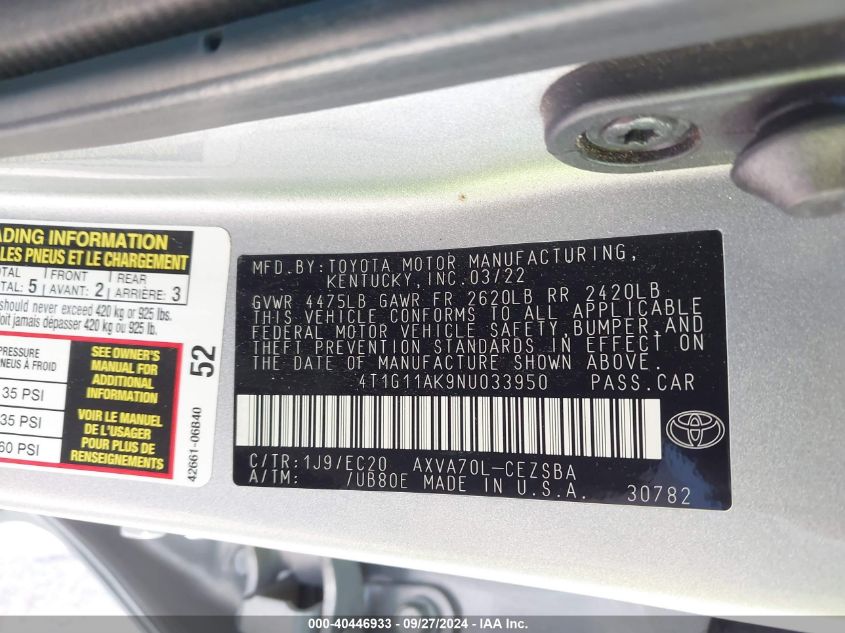 ADING INFORMATION
LES PNEUS ET LE CHARGEMENT
TOTAL 5 FRONT 2 REAR 3
TAL: AVANT: ARRIÈRE:
should never exceed 420 kg or 925 lbs.
oit jamais dépasser 420 kg ou 925 lb.
PRESSURE
PNEUS À FROID
35 PSI
35 PSI
60 PSI
SEE OWNER'S
MANUAL FOR
ADDITIONAL
INFORMATION
VOIR LE MANUEL
DE L'USAGER
POUR PLUS DE
RENSEIGNEMENTS
52
42661-06B40
MFD.BY:TOYOTA MOTOR MANUFACTURING,
KENTUCKY, INC.03/22
GVWR 4475LB GAWR FR 2620LB RR 2420LB
THIS VEHICLE CONFORMS TO ALL APPLICABLE
FEDERAL MOTOR VEHICLE SAFETY,BUMPER,AND
THEFT PREVENTION STANDARDS IN EFFECT ON
THE DATE OF MANUFACTURE SHOWN ABOVE.
4T1G11AK9NU033950 PASS.CAR
C/TR:1J9/EC20 AXVA70L-CEZSBA
A/TM: /UB80E MADE IN U.S.A. 30782
000-40446933 - 09/27/2024 - IAA Inc.